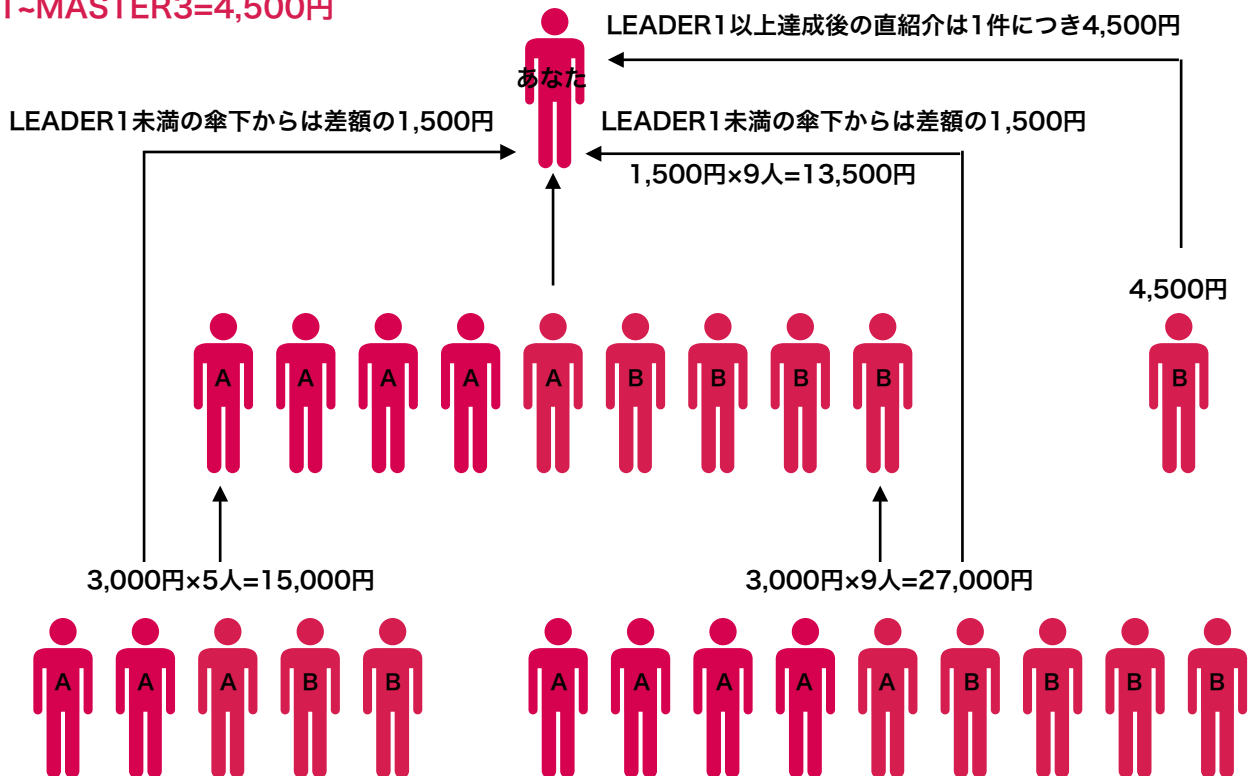 1~MASTER3=4,500円
LEADER1以上達成後の直紹介は1件につき4,500円
あなた
LEADER1未満の傘下からは差額の1,500円
LEADER1未満の傘下からは差額の1,500円
1,500円×9人=13,500円
4,500円
A A A A A B B B B
B
3,000円×5人=15,000円
3,000円×9人=27,000円
A A A B B
A A A A A B B B B